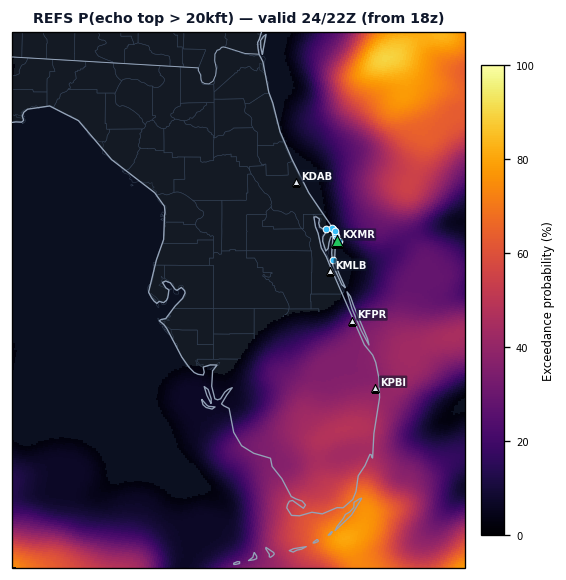 REFS P(echo top > 20kft) — valid 24/22Z (from 18z)
KDAB
KXMR
KMLB
KFPR
KPBI
100
80
60
40
20
0
Exceedance probability (%)